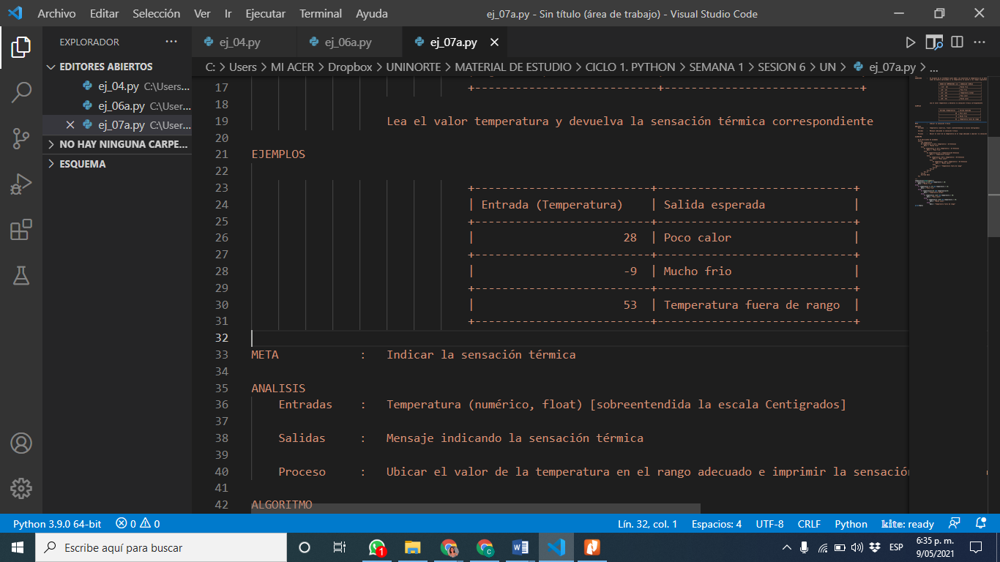 Archivo Editar Selección Ver Ir Ejecutar Terminal Ayuda
ej_07a.py - Sin título (área de trabajo) - Visual Studio Code
EXPLORADOR ...
EDITORES ABIERTOS
ej_04.py C:\Users...
ej_06a.py C:\User...
ej_07a.py C:\User...
NO HAY NINGUNA CARPE...
ESQUEMA
ej_04.py ej_06a.py ej_07a.py
C: > Users > MI ACER > Dropbox > UNINORTE > MATERIAL DE ESTUDIO > CICLO 1. PYTHON > SEMANA 1 > SESION 6 > UN > ej_07a.py > ...
17 +---------------------------+----------------------------+
18
19 Lea el valor temperatura y devuelva la sensación térmica correspondiente
20
21 EJEMPLOS
22
23 +--------------------------+-----------------------------+
24 | Entrada (Temperatura) | Salida esperada |
25 +--------------------------+-----------------------------+
26 | 28 | Poco calor |
27 +--------------------------+-----------------------------+
28 | -9 | Mucho frio |
29 +--------------------------+-----------------------------+
30 | 53 | Temperatura fuera de rango |
31 +--------------------------+-----------------------------+
32
33 META : Indicar la sensación térmica
34
35 ANALISIS
36 Entradas : Temperatura (numérico, float) [sobreentendida la escala Centigrados]
37
38 Salidas : Mensaje indicando la sensación térmica
39
40 Proceso : Ubicar el valor de la temperatura en el rango adecuado e imprimir la sensación
41
42 ALGORITMO
Python 3.9.0 64-bit 0 0 Lín. 32, col. 1 Espacios: 4 UTF-8 CRLF Python kite: ready
Escribe aquí para buscar
1
ESP
6:35 p. m.
9/05/2021